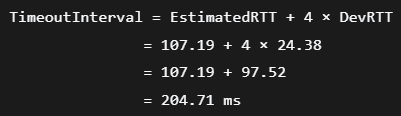 TimeoutInterval = EstimatedRTT + 4 × DevRTT
= 107.19 + 4 × 24.38
= 107.19 + 97.52
= 204.71 ms